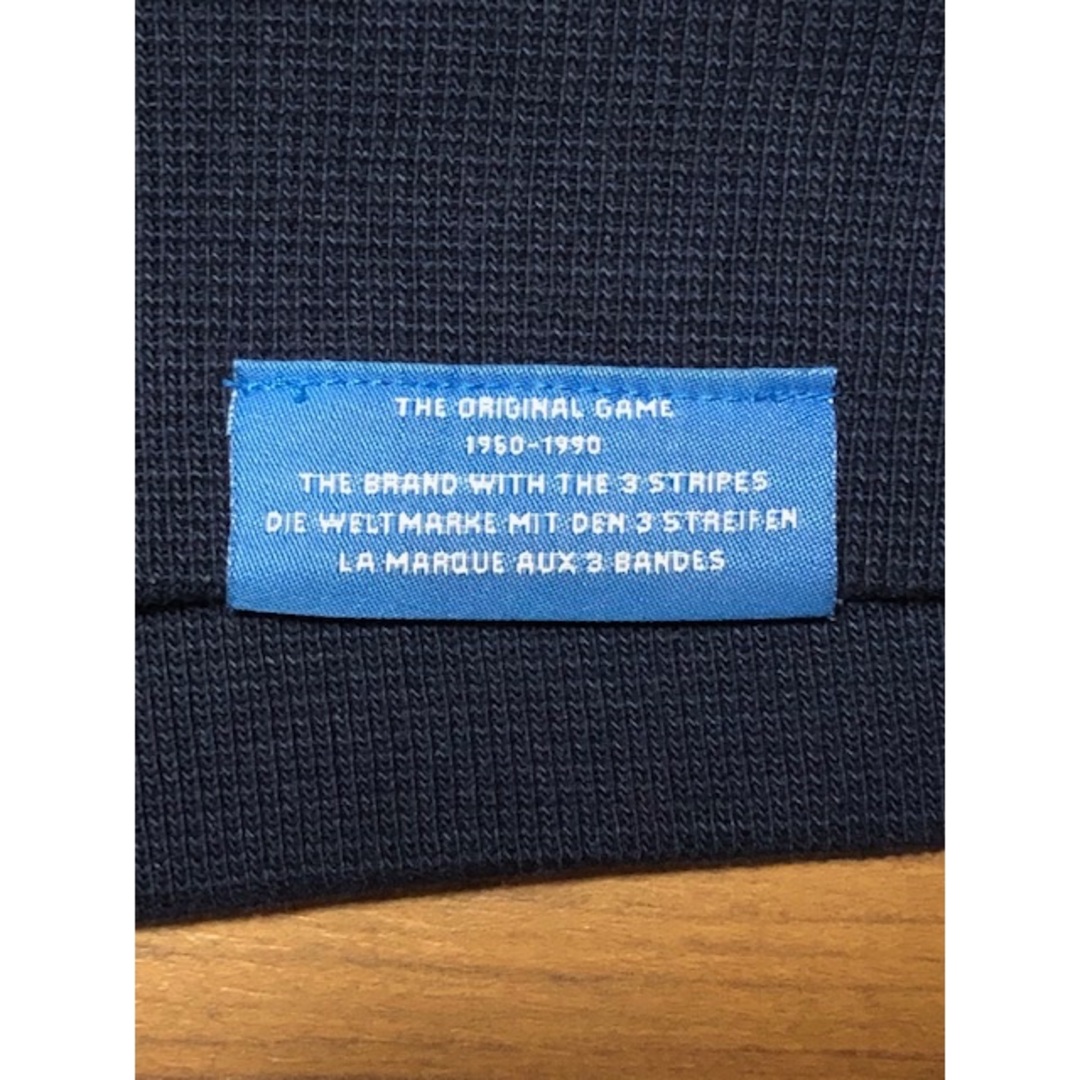 THE ORIGINAL GAME
1960-1990
THE BRAND WITH THE 3 STRIPES
DIE WELTMARKE MIT DEN 3 STREIFEN
LA MARQUE AUX 3 BANDES